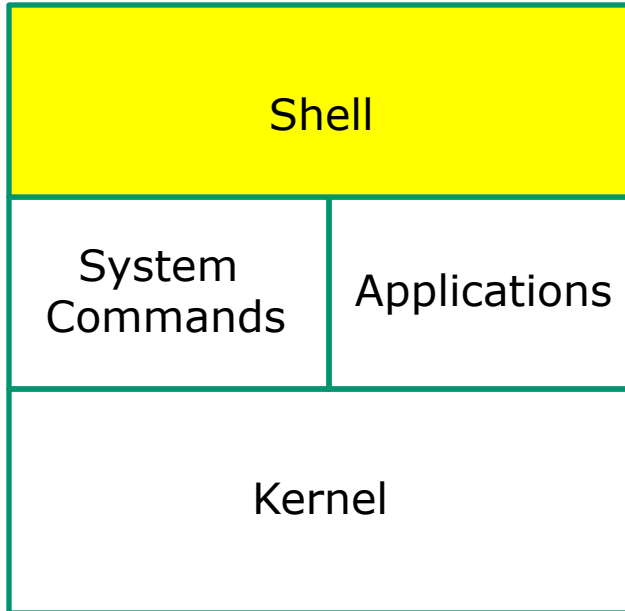 Shell
System
Commands
Applications
Kernel